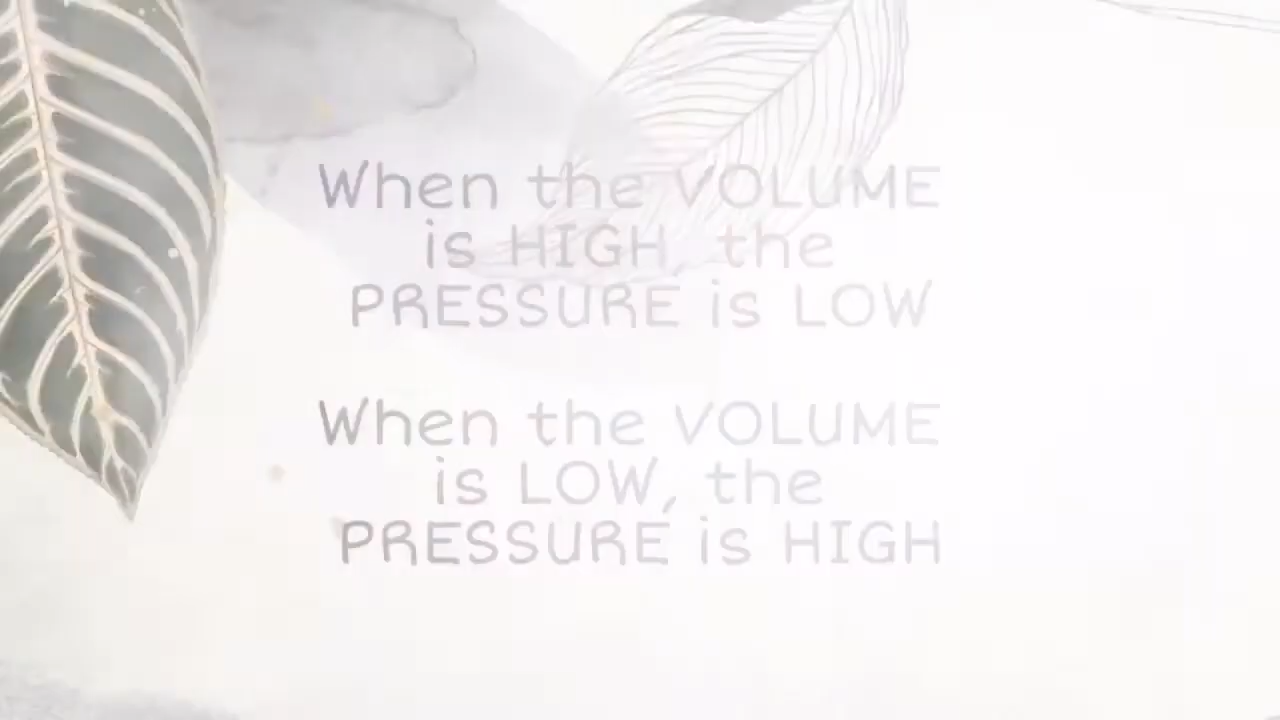 When the VOLUME
is HIGH, the
PRESSURE is LOW
When the VOLUME
is LOW, the
PRESSURE is HIGH